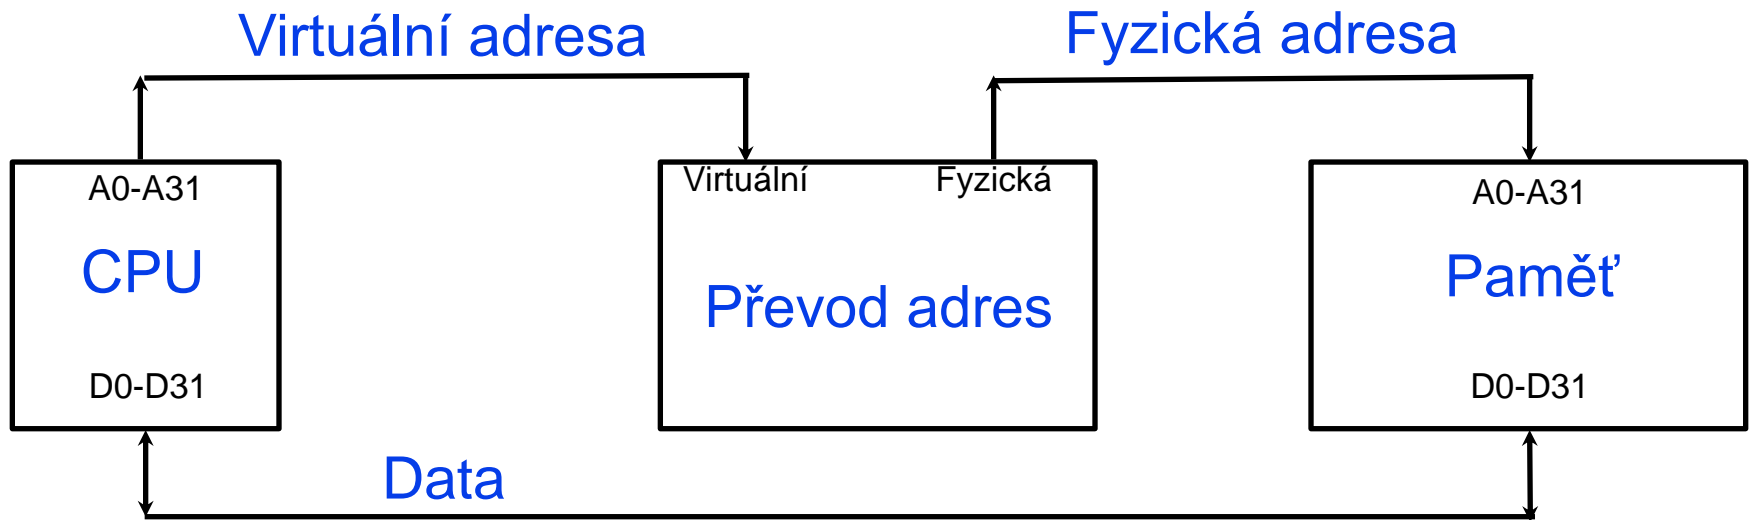 Virtuální adresa
Fyzická adresa
A0-A31
CPU
D0-D31
Virtuální
Fyzická
Převod adres
A0-A31
Paměť
D0-D31
Data